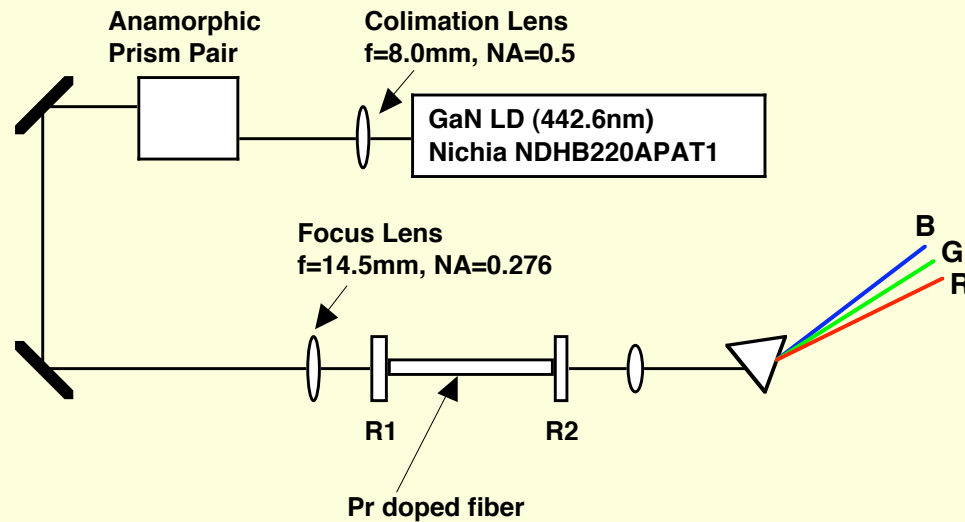 Anamorphic
Prism Pair
Colimation Lens
f=8.0mm, NA=0.5
GaN LD (442.6nm)
Nichia NDHB220APAT1
Focus Lens
f=14.5mm, NA=0.276
B
G
R
R1
R2
Pr doped fiber